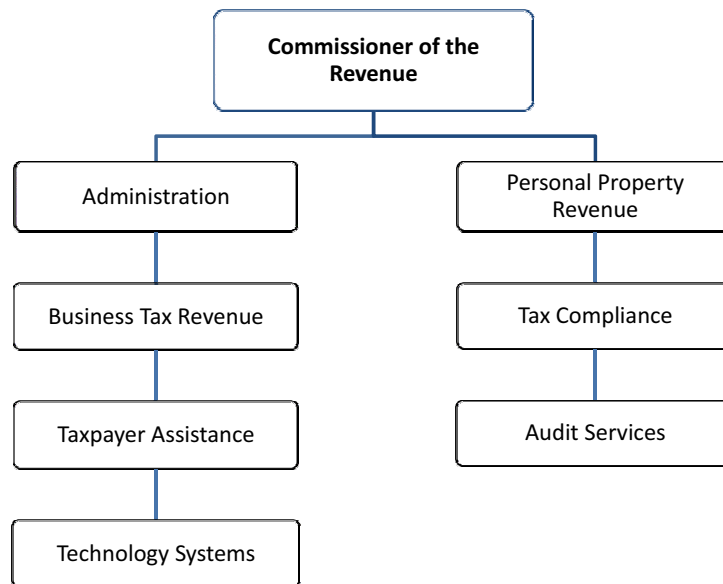 Commissioner of the
Revenue
Administration
Personal Property
Revenue
Business Tax Revenue
Tax Compliance
Taxpayer Assistance
Audit Services
Technology Systems